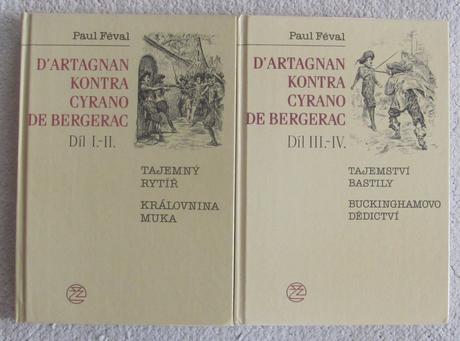 Paul Féval
D'ARTAGNAN
KONTRA
CYRANO
DE BERGERAC
Díl I.-II.
TAJEMNÝ
RYTÍŘ
KRÁLOVNINA
MUKA
Paul Féval
D'ARTAGNAN
KONTRA
CYRANO
DE BERGERAC
Díl III.-IV.
TAJEMSTVÍ
BASTILY
BUCKINGHAMOVO
DĚDICTVÍ